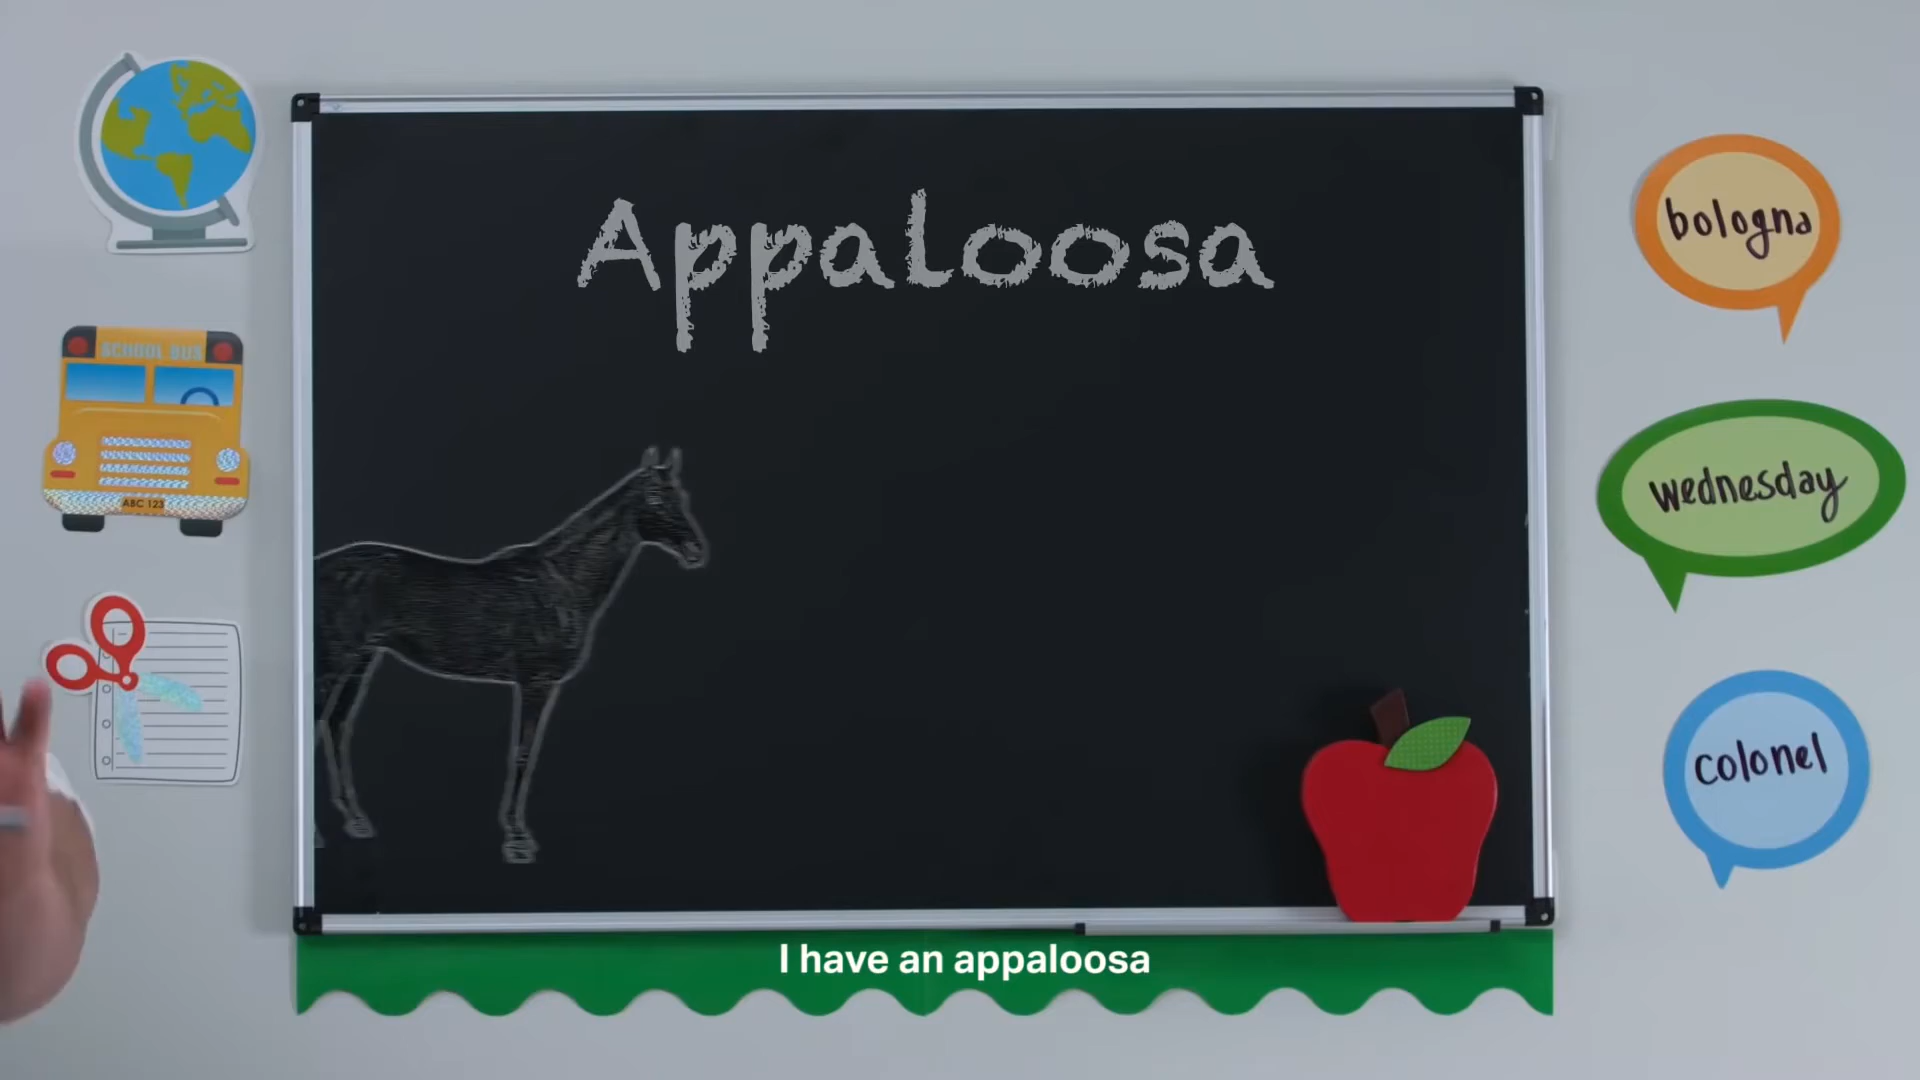 Appaloosa
SCHOOL BUS
ABC 123
bologna
wednesday
colonel
I have an appaloosa